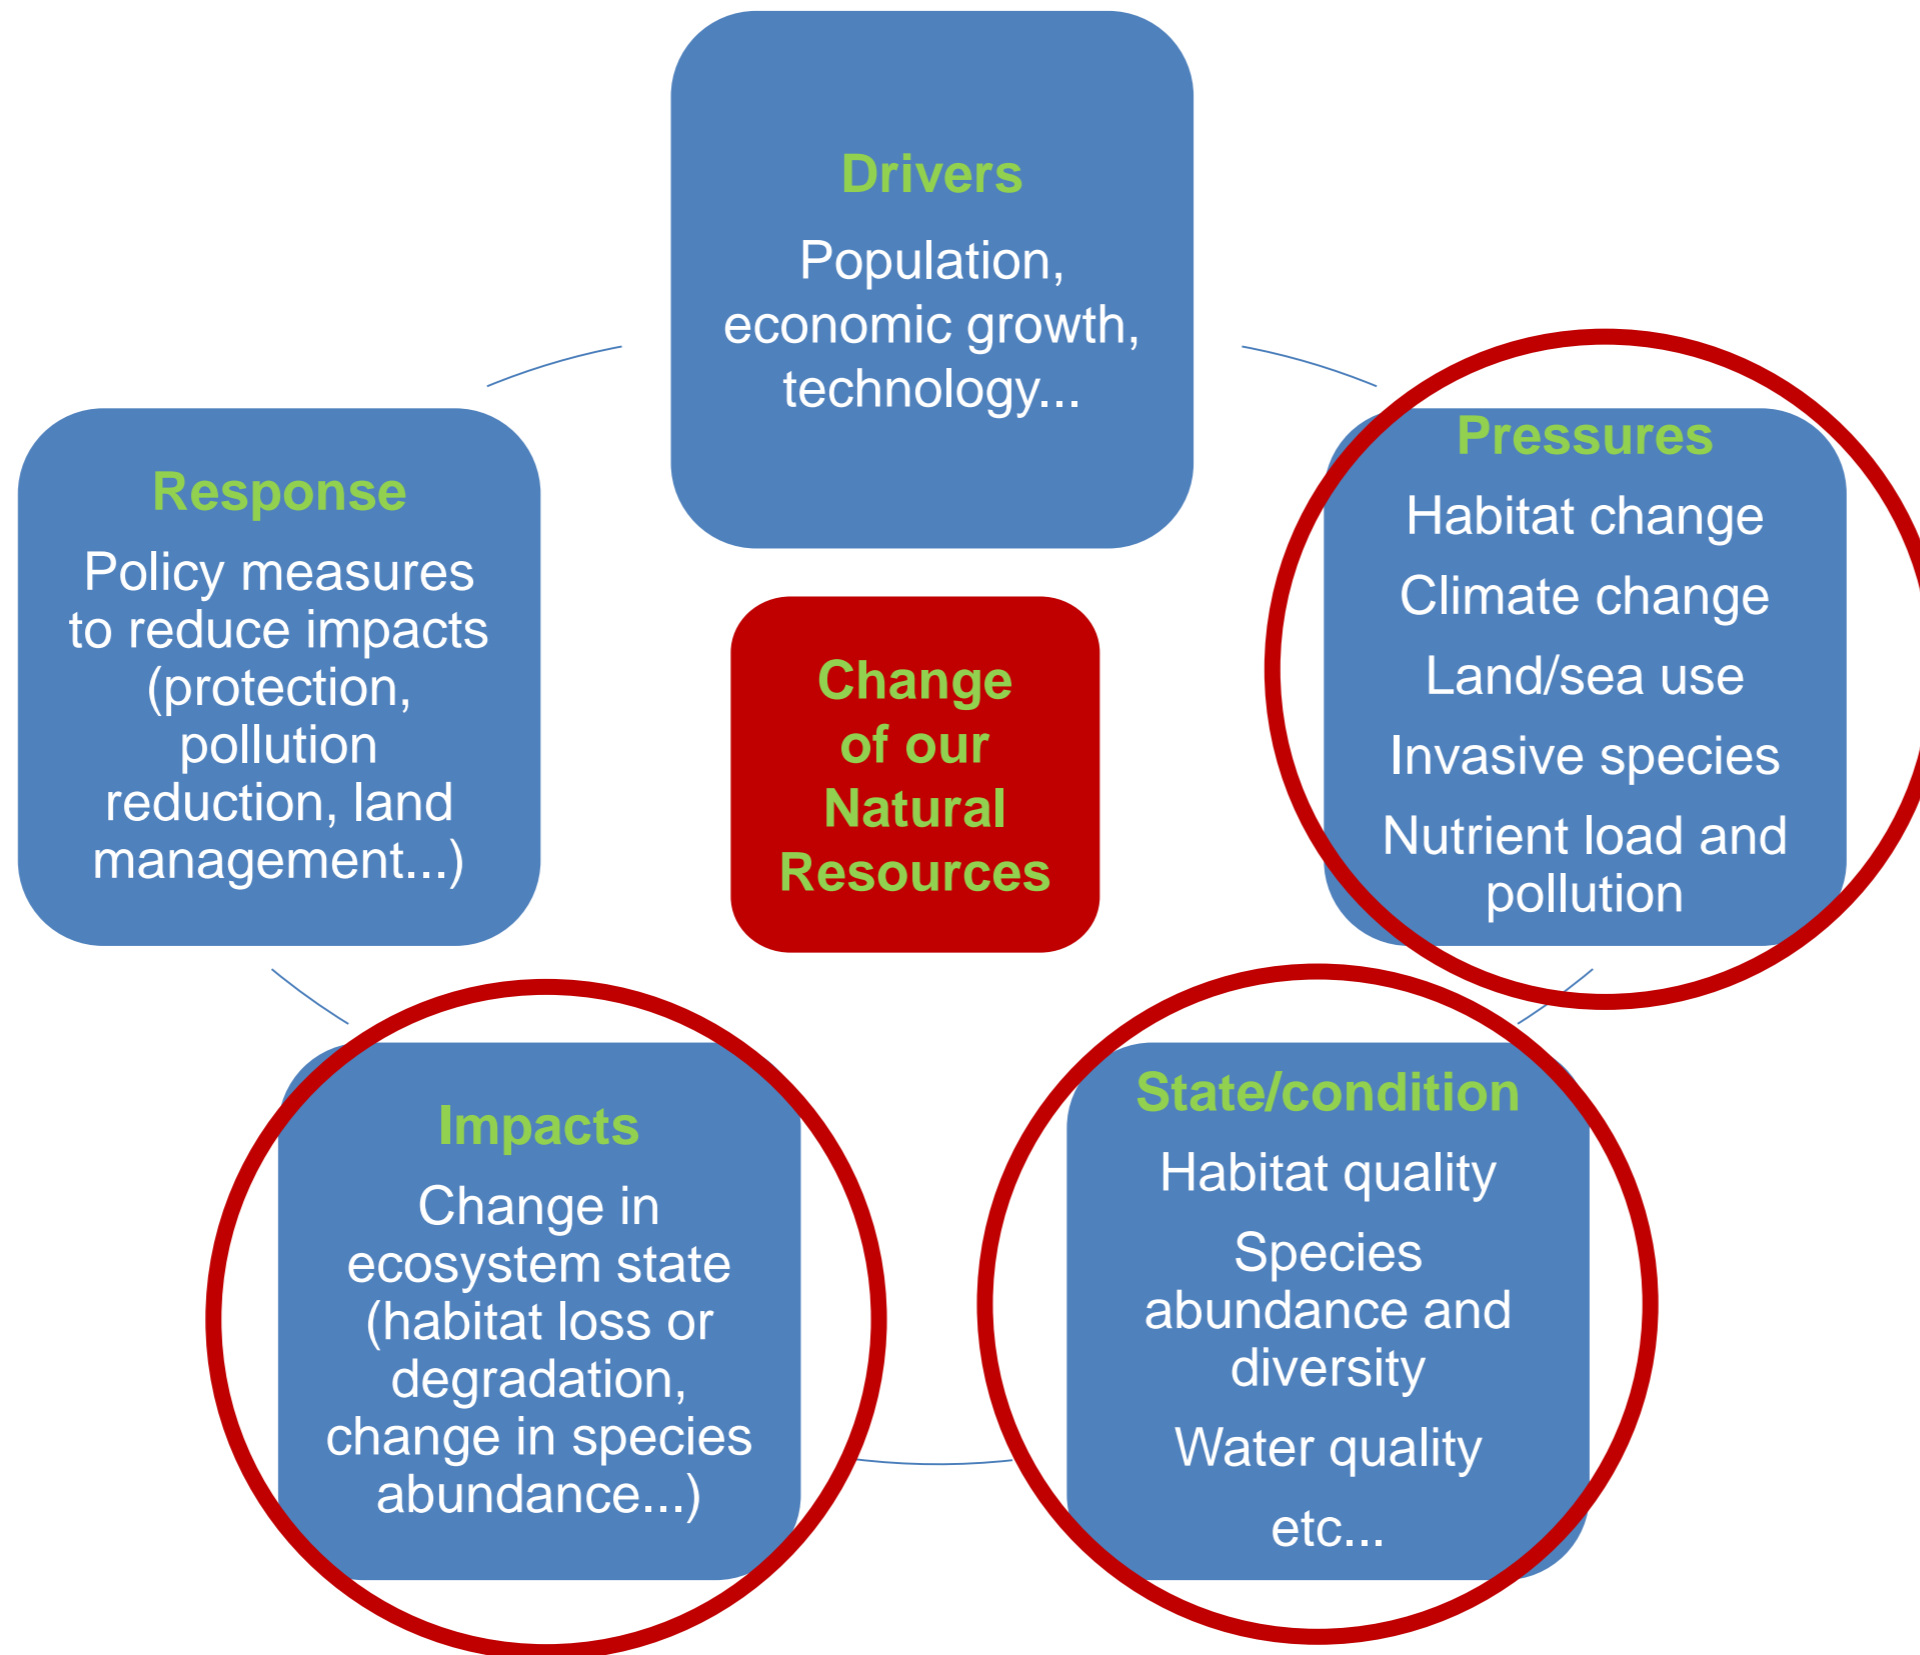 Drivers
Population,
economic growth,
technology...
Pressures
Habitat change
Climate change
Land/sea use
Invasive species
Nutrient load and
pollution
State/condition
Habitat quality
Species
abundance and
diversity
Water quality
etc...
Impacts
Change in
ecosystem state
(habitat loss or
degradation,
change in species
abundance...)
Response
Policy measures
to reduce impacts
(protection,
pollution
reduction, land
management...)
Change
of our
Natural
Resources